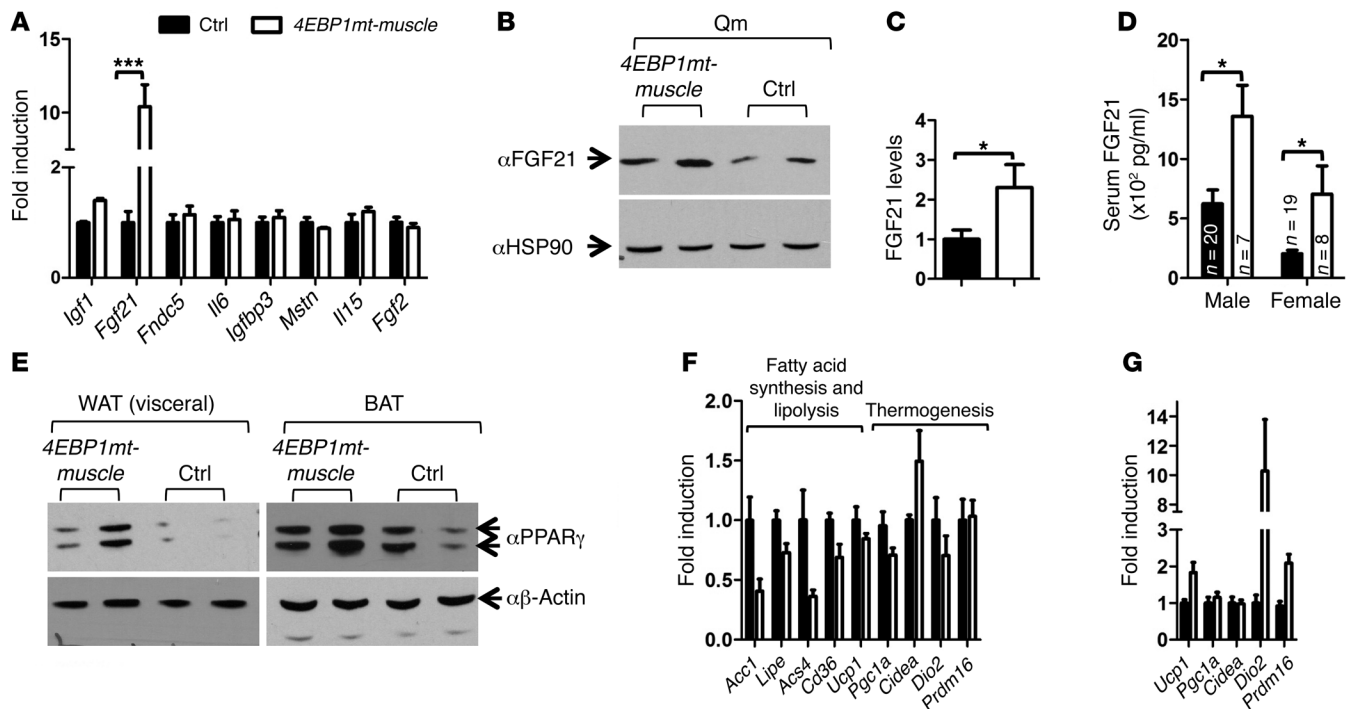 A
Ctrl
4EBP1mt-muscle
Fold induction
15
10
2
1
0
***
Igf1
Fgf21
Fndc5
Il6
Igfbp3
Mstn
Il15
Fgf2
B
Qm
4EBP1mt-
muscle
Ctrl
αFGF21
αHSP90
C
FGF21 levels
4
3
2
1
0
*
D
Serum FGF21
(x10² pg/ml)
20
15
10
5
0
*
*
n = 20
n = 7
n = 19
n = 8
Male
Female
E
WAT (visceral)
BAT
4EBP1mt-
muscle
Ctrl
4EBP1mt-
muscle
Ctrl
αPPARγ
αβ-Actin
F
Fatty acid
synthesis and
lipolysis
Thermogenesis
Fold induction
2.0
1.5
1.0
0.5
0.0
Acc1
Lipe
Acs4
Cd36
Ucp1
Pgc1a
Cidea
Dio2
Prdm16
G
Fold induction
14
12
10
8
3
2
1
0
Ucp1
Pgc1a
Cidea
Dio2
Prdm16